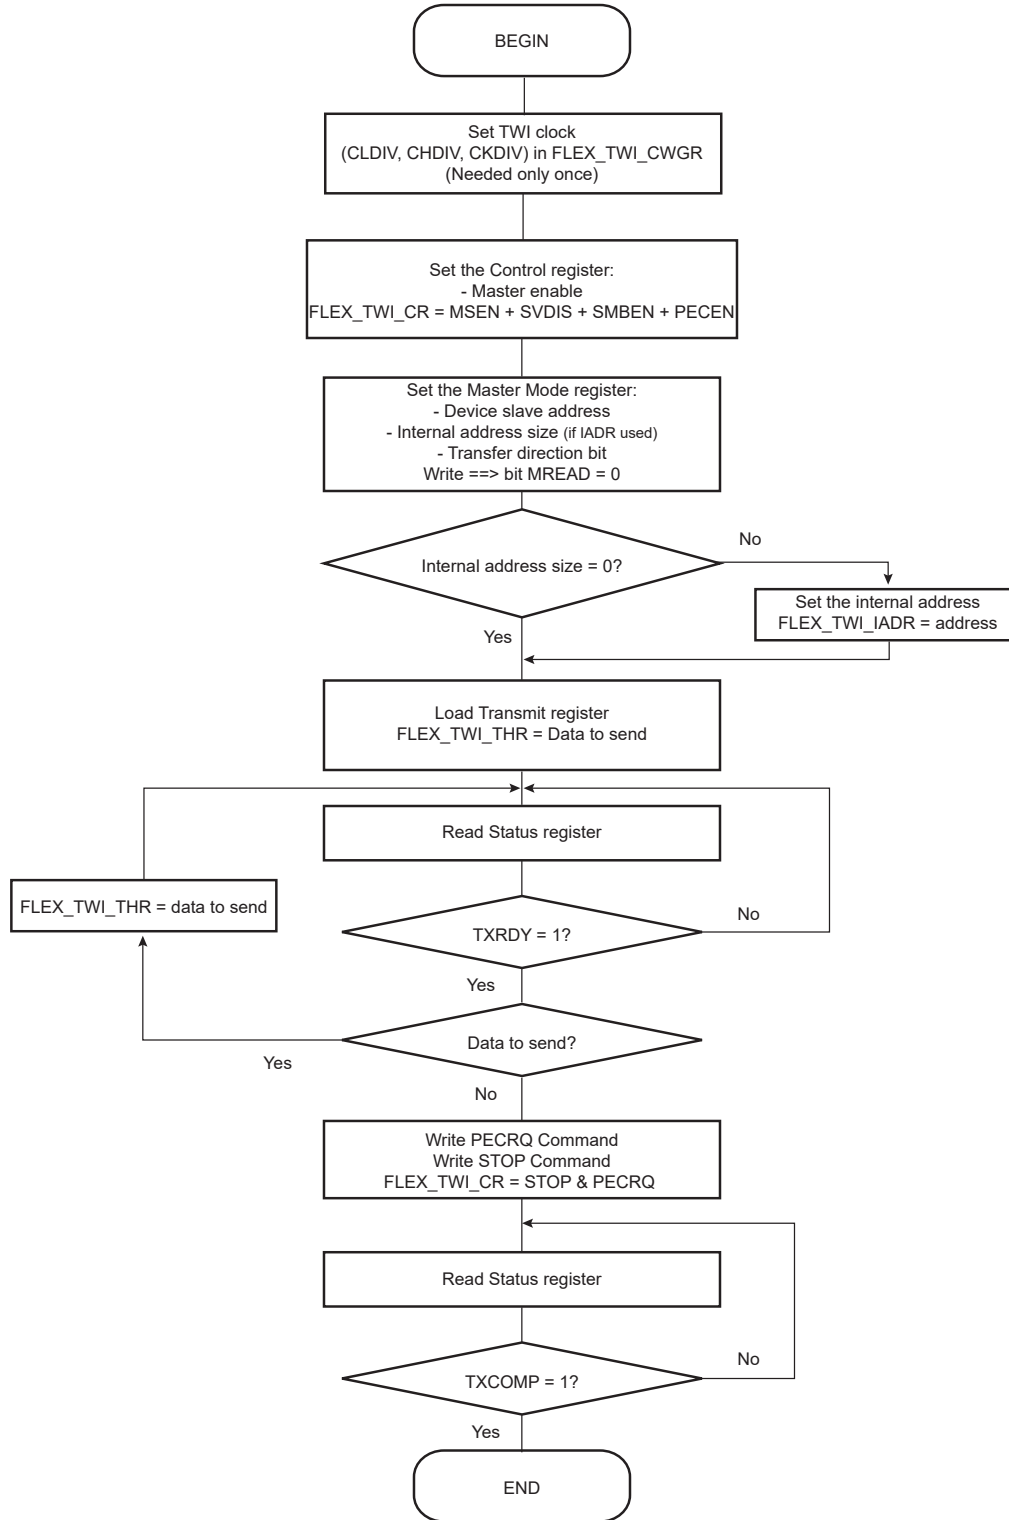 BEGIN
Set TWI clock
(CLDIV, CHDIV, CKDIV) in FLEX_TWI_CWGR
(Needed only once)
Set the Control register:
- Master enable
FLEX_TWI_CR = MSEN + SVDIS + SMBEN + PECEN
Set the Master Mode register:
- Device slave address
- Internal address size (if IADR used)
- Transfer direction bit
Write ==> bit MREAD = 0
Internal address size = 0?
No
Set the internal address
FLEX_TWI_IADR = address
Yes
Load Transmit register
FLEX_TWI_THR = Data to send
Read Status register
FLEX_TWI_THR = data to send
TXRDY = 1?
No
Yes
Data to send?
Yes
No
Write PECRQ Command
Write STOP Command
FLEX_TWI_CR = STOP & PECRQ
Read Status register
TXCOMP = 1?
No
Yes
END